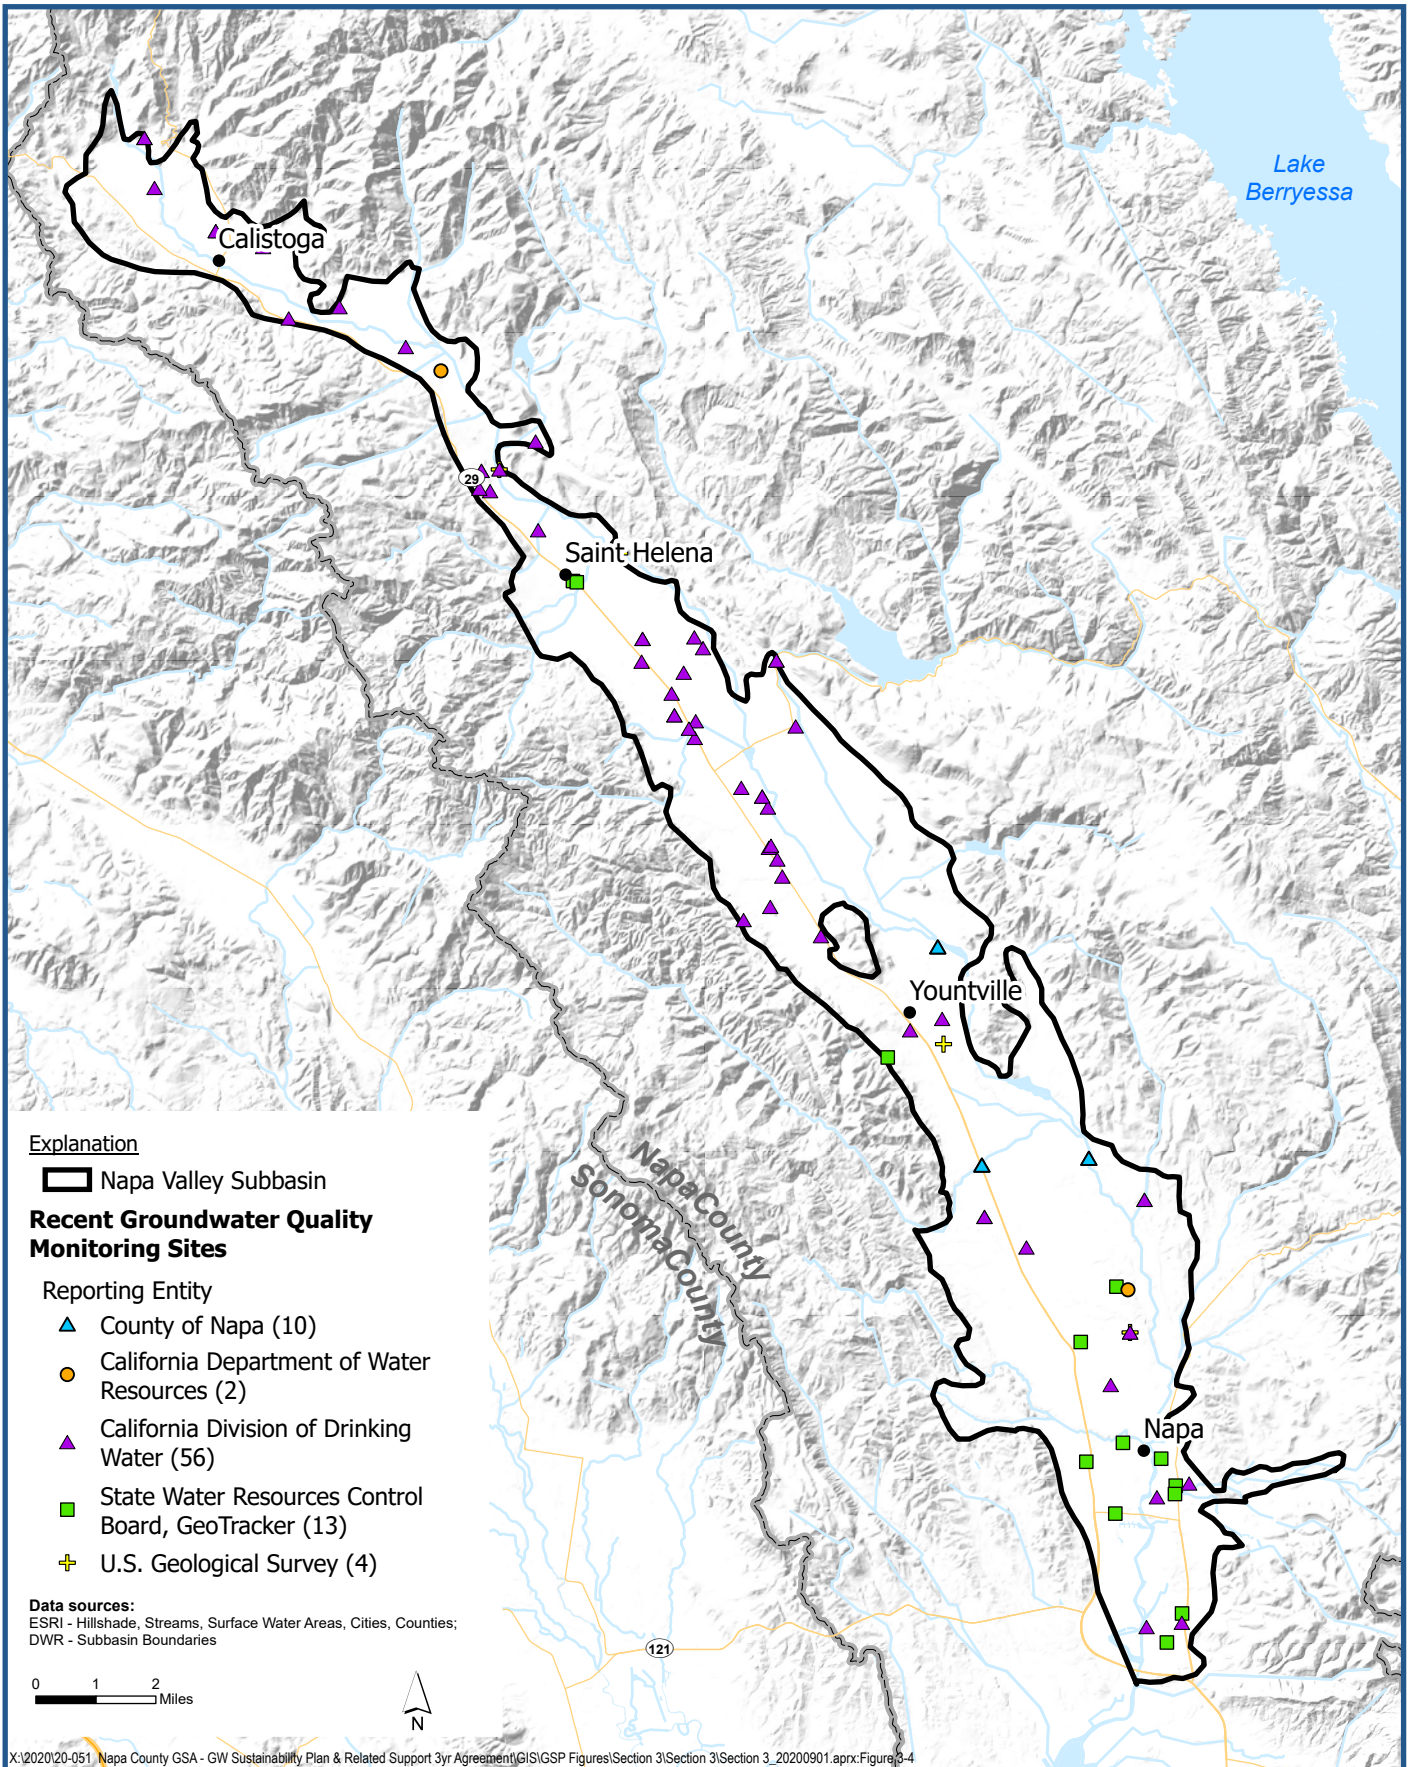 Lake
Berryessa
Calistoga
29
Saint Helena
Yountville
Napa County
Sonoma County
Napa
121
Explanation
Napa Valley Subbasin
Recent Groundwater Quality
Monitoring Sites
Reporting Entity
County of Napa (10)
California Department of Water
Resources (2)
California Division of Drinking
Water (56)
State Water Resources Control
Board, GeoTracker (13)
U.S. Geological Survey (4)
Data sources:
ESRI - Hillshade, Streams, Surface Water Areas, Cities, Counties;
DWR - Subbasin Boundaries
0 1 2
Miles
N
X:\2020\20-051 Napa County GSA - GW Sustainability Plan & Related Support 3yr Agreement\GIS\GSP Figures\Section 3\Section 3\Section 3_20200901.aprx:Figure 3-4